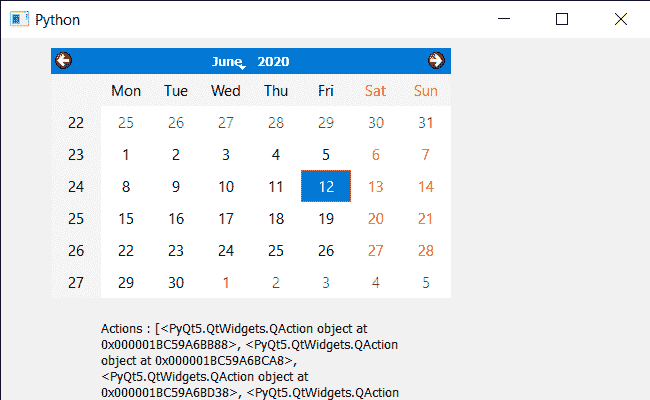 Python
June 2020
Mon Tue Wed Thu Fri Sat Sun
22 25 26 27 28 29 30 31
23 1 2 3 4 5 6 7
24 8 9 10 11 12 13 14
25 15 16 17 18 19 20 21
26 22 23 24 25 26 27 28
27 29 30 1 2 3 4 5
Actions : [<PyQt5.QtWidgets.QAction object at
0x000001BC59A6BB88>, <PyQt5.QtWidgets.QAction
object at 0x000001BC59A6BCA8>,
<PyQt5.QtWidgets.QAction object at
0x000001BC59A6BD38>, <PyQt5.QtWidgets.QAction